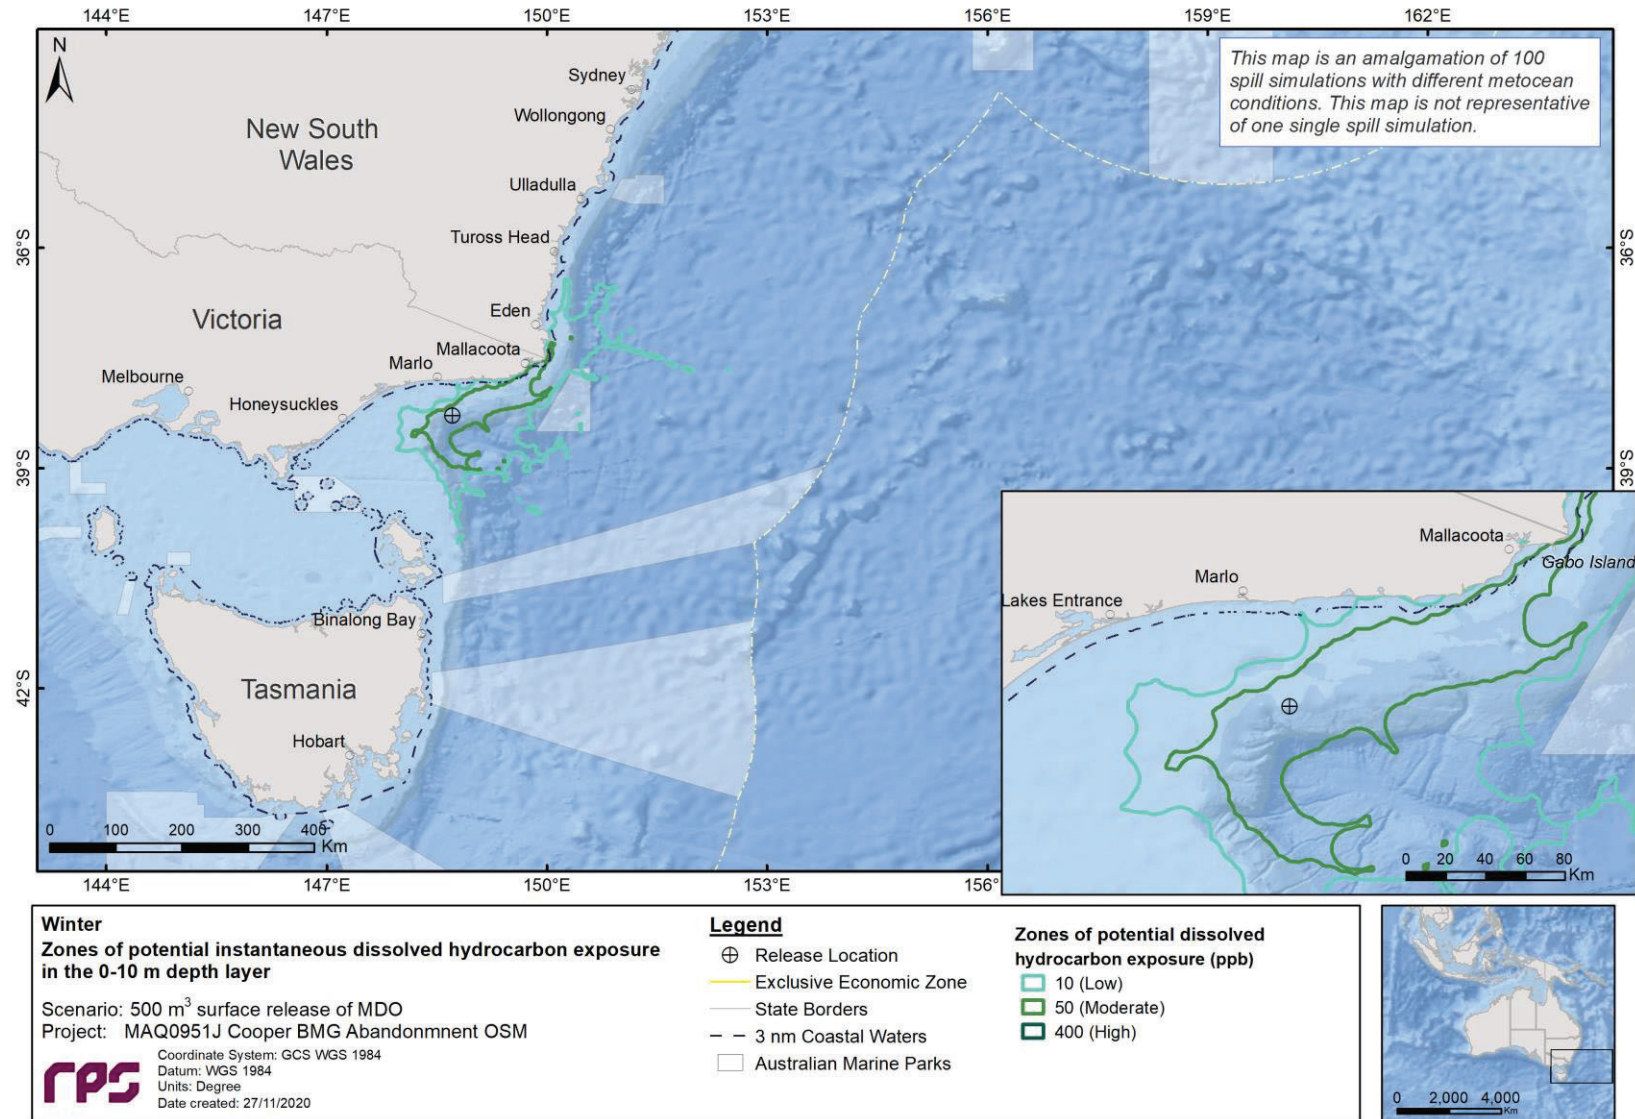 144°E 147°E 150°E 153°E 156°E 159°E 162°E
N
This map is an amalgamation of 100
spill simulations with different metocean
conditions. This map is not representative
of one single spill simulation.
Sydney
Wollongong
New South
Wales
Ulladulla
Tuross Head
36°S 36°S
Eden
Victoria
Mallacoota
Marlo
Melbourne
Honeysuckles
39°S 39°S
Mallacoota
Gabo Island
Marlo
Lakes Entrance
Binalong Bay
42°S
Tasmania
Hobart
0 100 200 300 400
Km
0 20 40 60 80
Km
144°E 147°E 150°E 153°E 156°
Winter
Zones of potential instantaneous dissolved hydrocarbon exposure
in the 0-10 m depth layer
Scenario: 500 m³ surface release of MDO
Project: MAQ0951J Cooper BMG Abandonmnent OSM
rps
Coordinate System: GCS WGS 1984
Datum: WGS 1984
Units: Degree
Date created: 27/11/2020
Legend
Release Location
Exclusive Economic Zone
State Borders
3 nm Coastal Waters
Australian Marine Parks
Zones of potential dissolved
hydrocarbon exposure (ppb)
10 (Low)
50 (Moderate)
400 (High)
0 2,000 4,000
Km